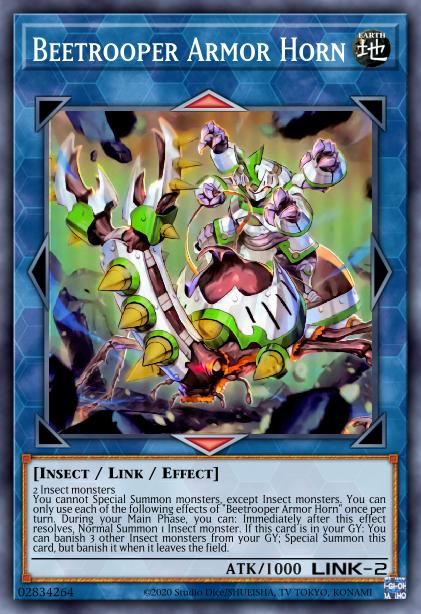 BEETROOPER ARMOR HORN
EARTH
地
[INSECT / LINK / EFFECT]
2 Insect monsters
You cannot Special Summon monsters, except Insect monsters. You can
only use each of the following effects of "Beetrooper Armor Horn" once per
turn. During your Main Phase, you can: Immediately after this effect
resolves, Normal Summon 1 Insect monster. If this card is in your GY: You
can banish 3 other Insect monsters from your GY; Special Summon this
card, but banish it when it leaves the field.
ATK/1000 LINK-2
02834264
©2020 Studio Dice/SHUEISHA, TV TOKYO, KONAMI